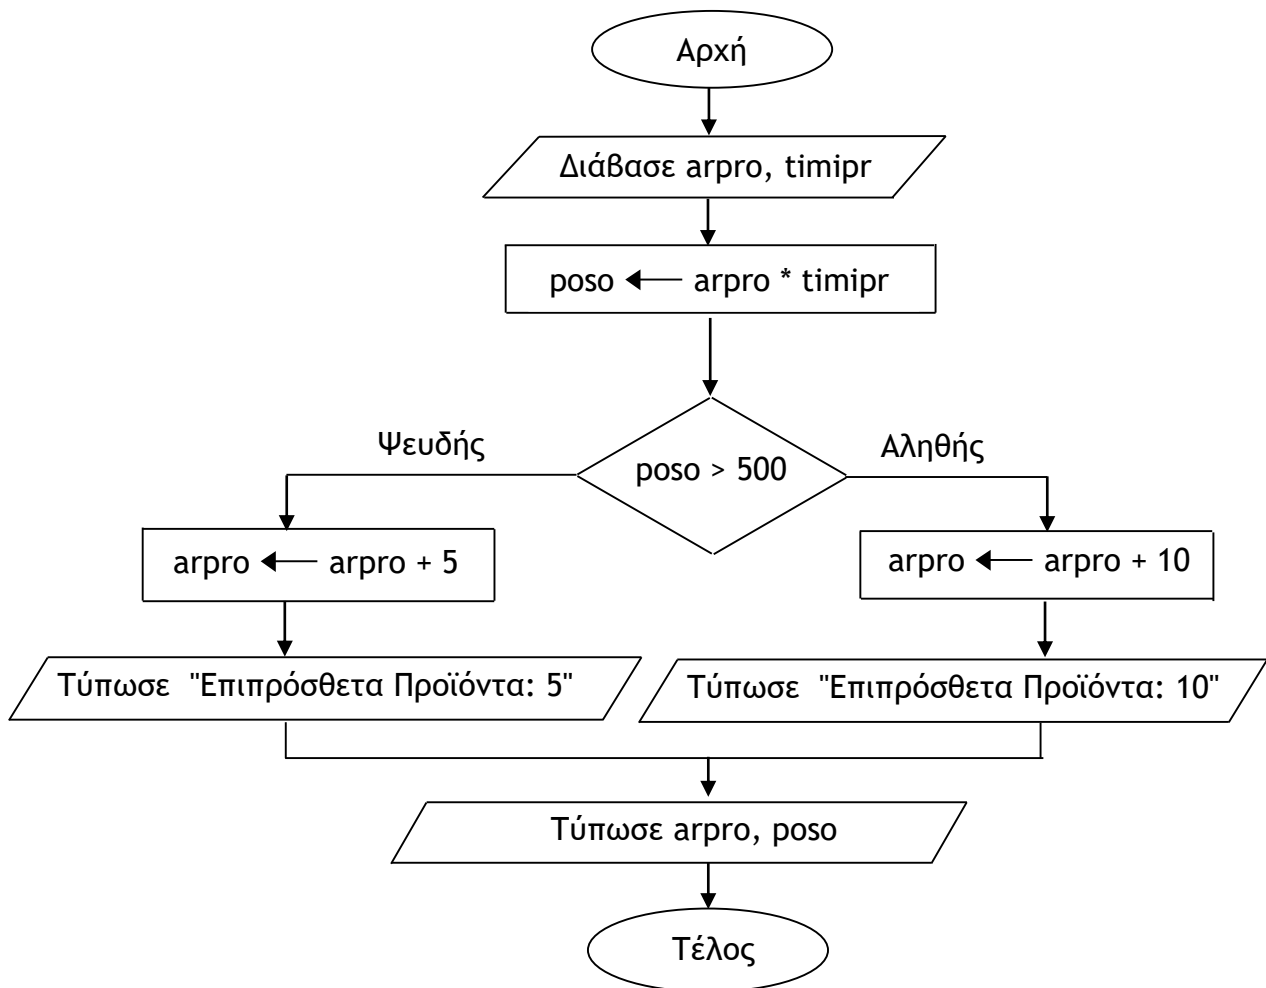 Αρχή
Διάβασε arpro, timipr
poso ← arpro * timipr
Ψευδής
poso > 500
Αληθής
arpro ← arpro + 5
arpro ← arpro + 10
Τύπωσε "Επιπρόσθετα Προϊόντα: 5"
Τύπωσε "Επιπρόσθετα Προϊόντα: 10"
Τύπωσε arpro, poso
Τέλος